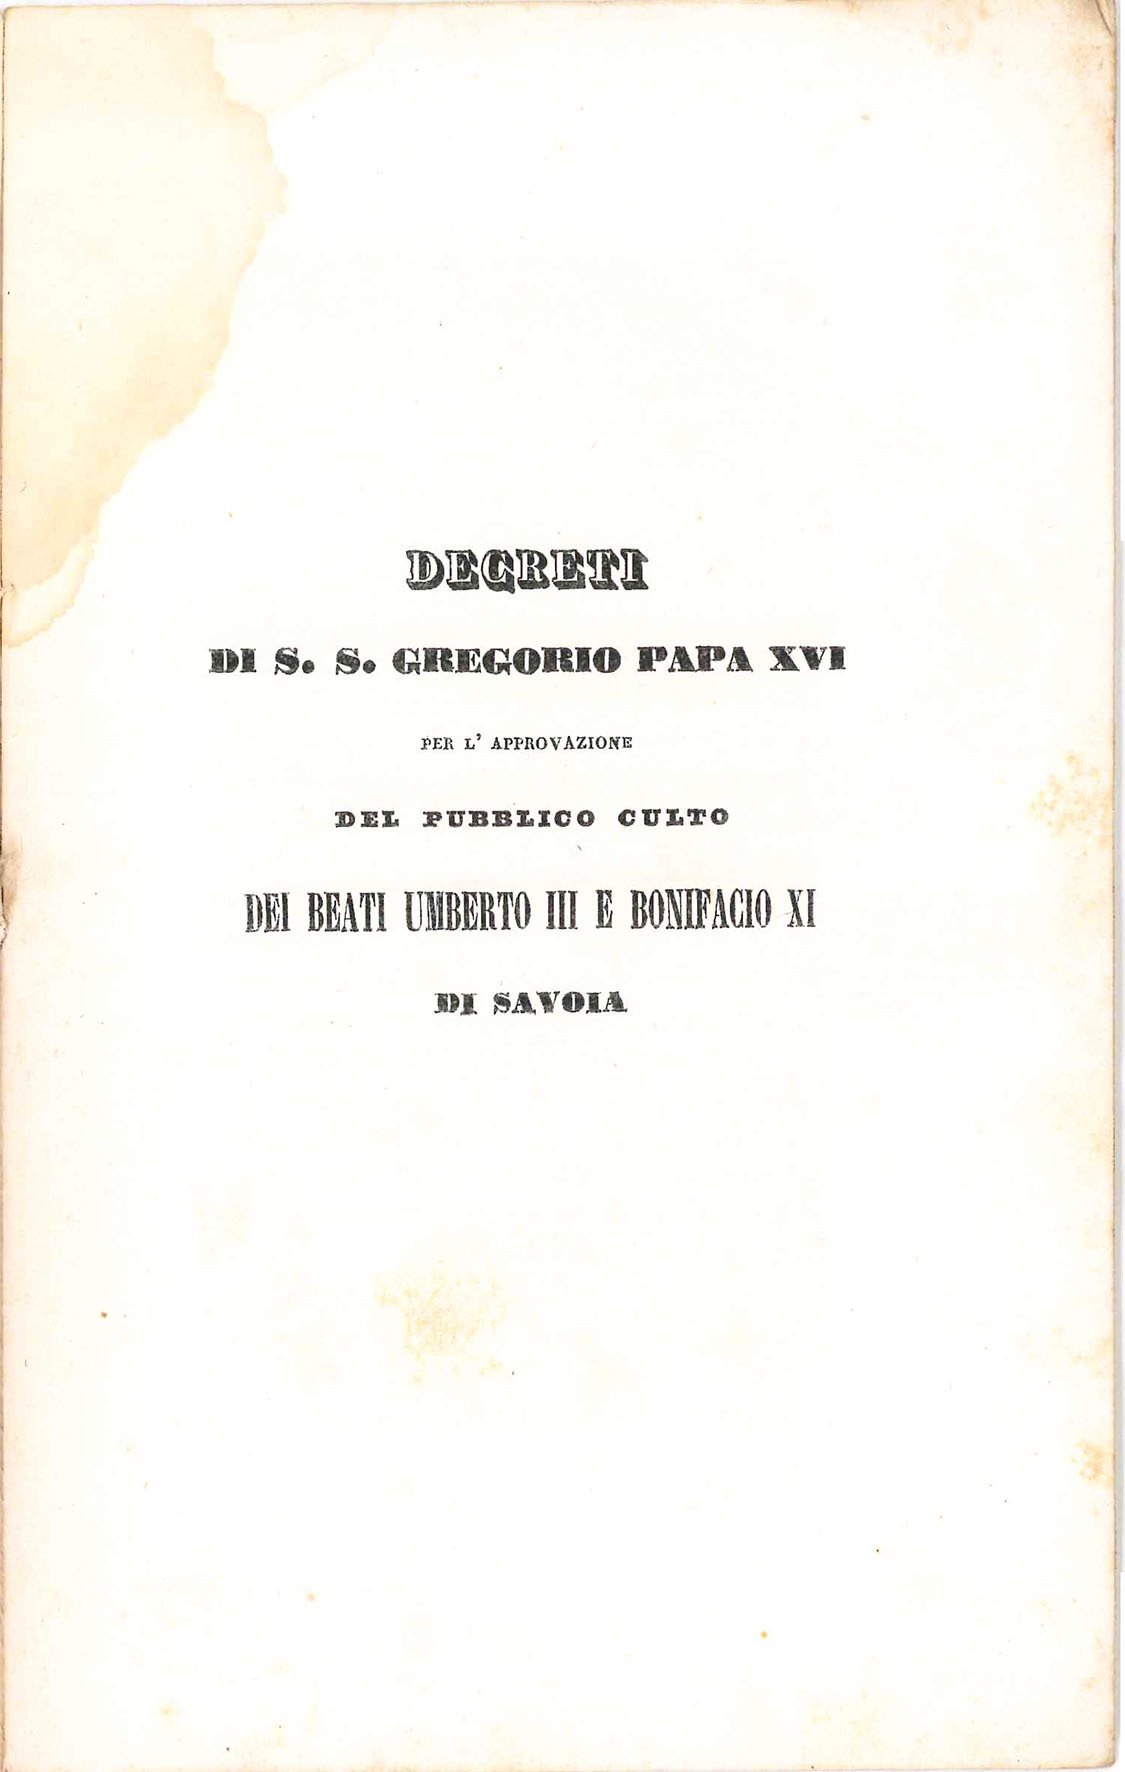 DECRETI
DI S. S. GREGORIO PAPA XVI
PER L' APPROVAZIONE
DEL PUBBLICO CULTO
DEI BEATI UMBERTO III E BONIFACIO XI
DI SAVOIA